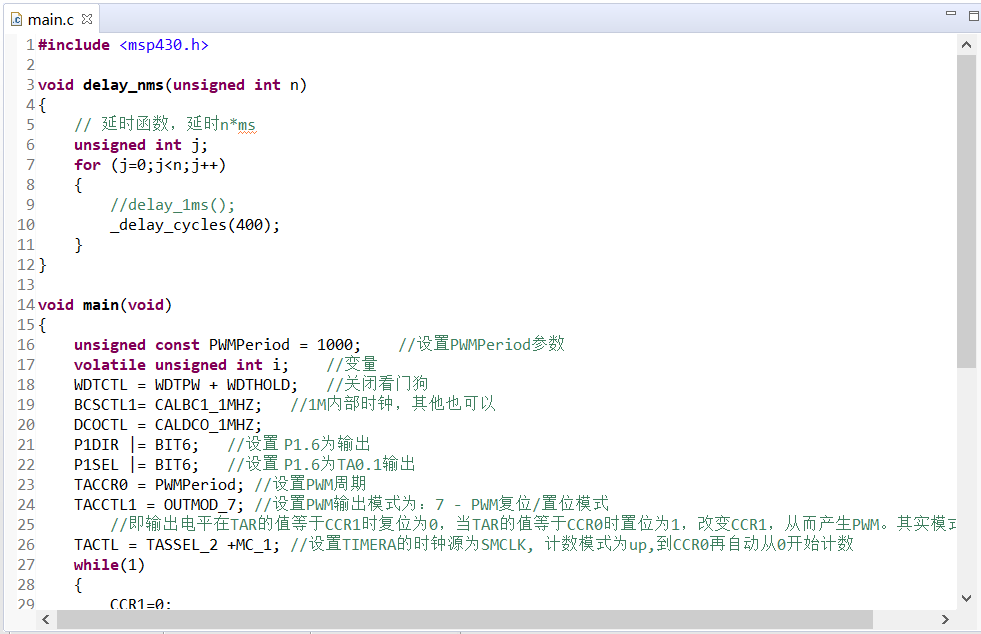 main.c
1 #include <msp430.h>
2
3 void delay_nms(unsigned int n)
4 {
5     // 延时函数，延时n*ms
6     unsigned int j;
7     for (j=0;j<n;j++)
8     {
9         //delay_1ms();
10         _delay_cycles(400);
11     }
12 }
13
14 void main(void)
15 {
16     unsigned const PWMPeriod = 1000;    //设置PWMPeriod参数
17     volatile unsigned int i;    //变量
18     WDTCTL = WDTPW + WDTHOLD;   //关闭看门狗
19     BCSCTL1= CALBC1_1MHZ;   //1M内部时钟，其他也可以
20     DCOCTL = CALDCO_1MHZ;
21     P1DIR |= BIT6;   //设置 P1.6为输出
22     P1SEL |= BIT6;   //设置 P1.6为TA0.1输出
23     TACCR0 = PWMPeriod; //设置PWM周期
24     TACCTL1 = OUTMOD_7; //设置PWM输出模式为：7 - PWM复位/置位模式
25         //即输出电平在TAR的值等于CCR1时复位为0，当TAR的值等于CCR0时置位为1，改变CCR1，从而产生PWM。其实模式
26     TACTL = TASSEL_2 +MC_1; //设置TIMERA的时钟源为SMCLK, 计数模式为up,到CCR0再自动从0开始计数
27     while(1)
28     {
29         CCR1=0;